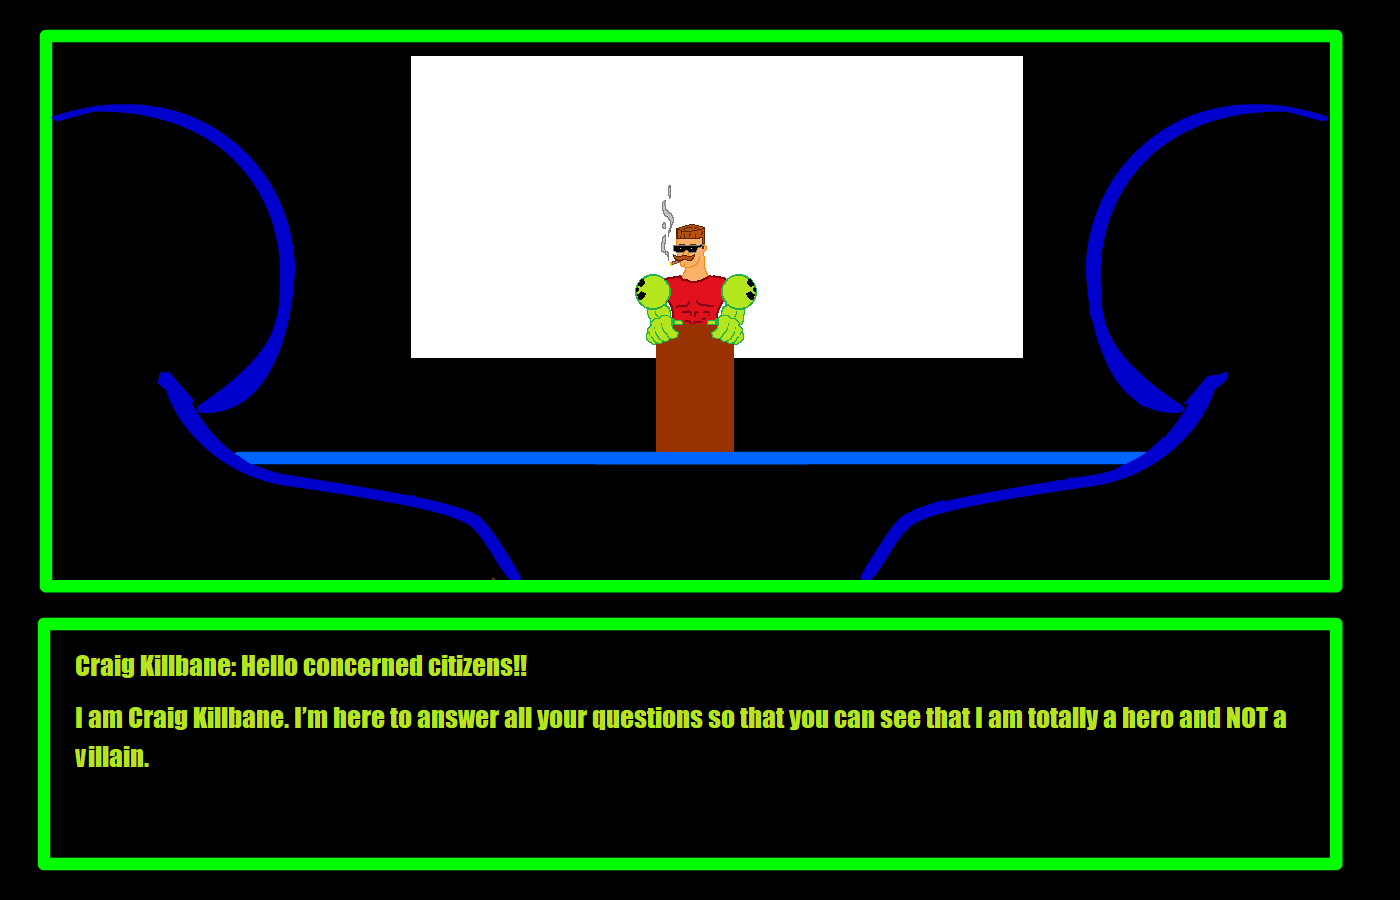 Craig Killbane: Hello concerned citizens!!
I am Craig Killbane. I’m here to answer all your questions so that you can see that I am totally a hero and NOT a
villain.